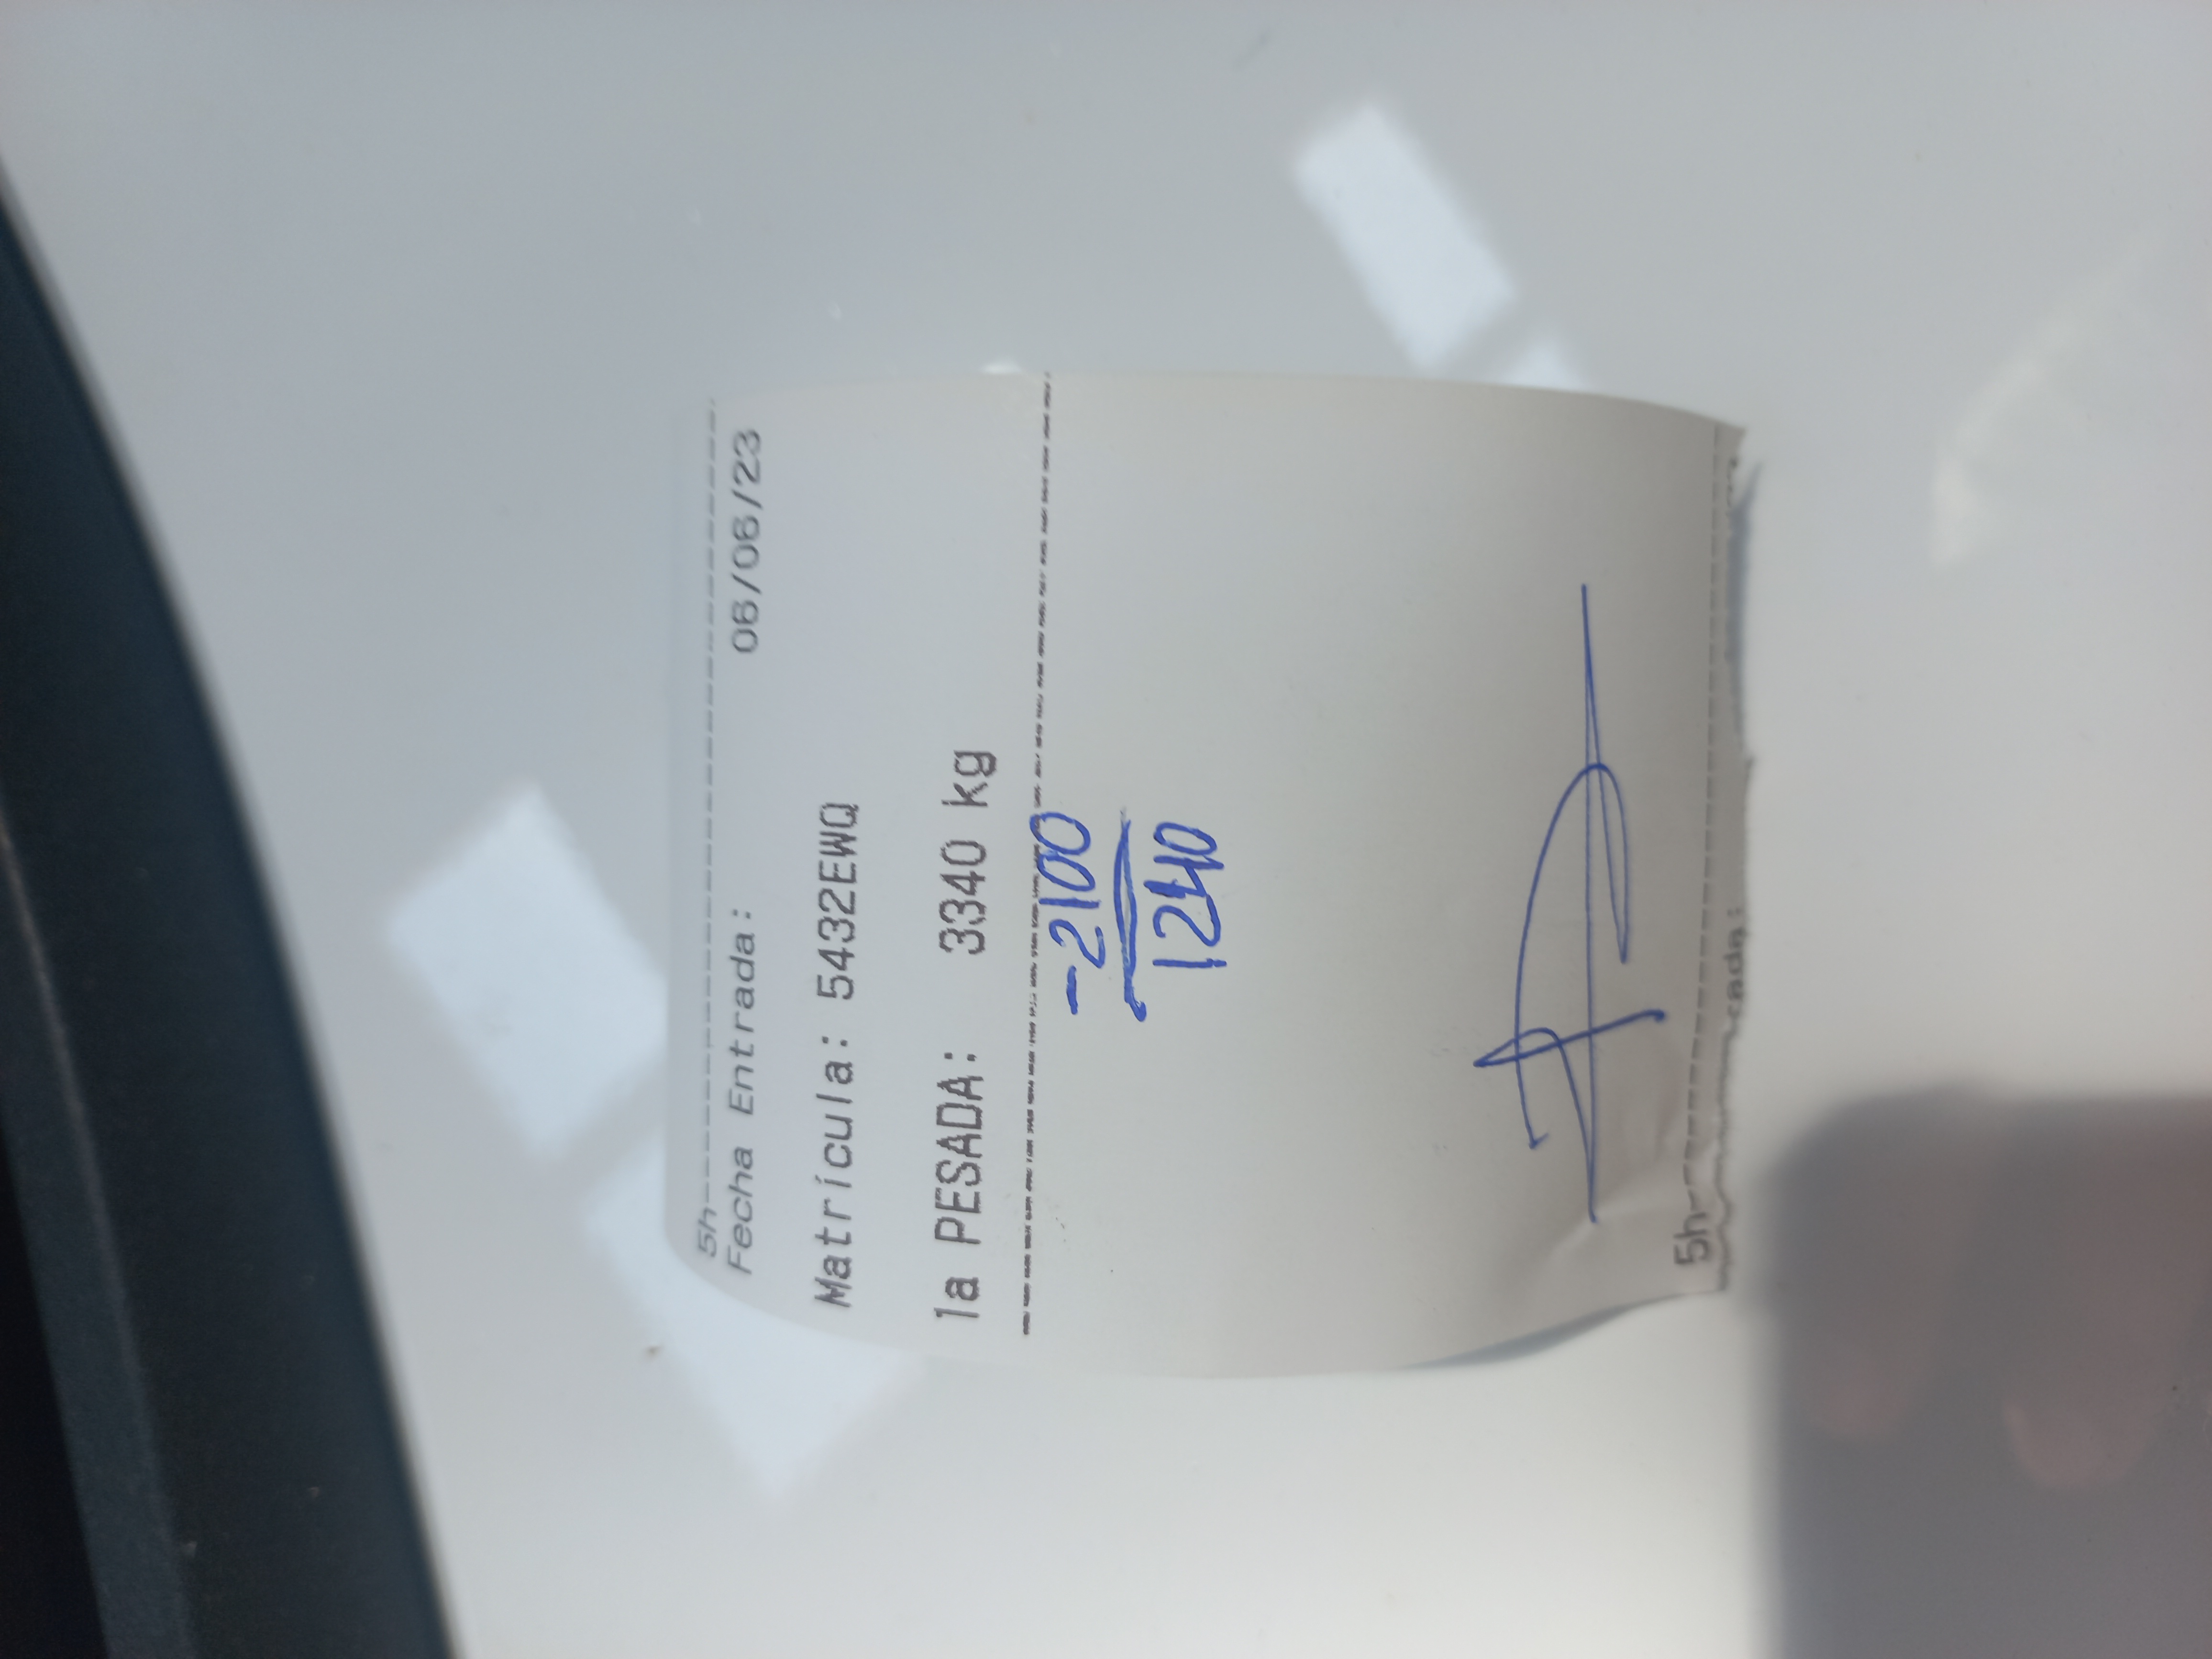 5h------------------------
Fecha Entrada: 08/08/23
Matrícula: 5432EWQ
1a PESADA: 3340 kg
-2100
1240
5h------------------------